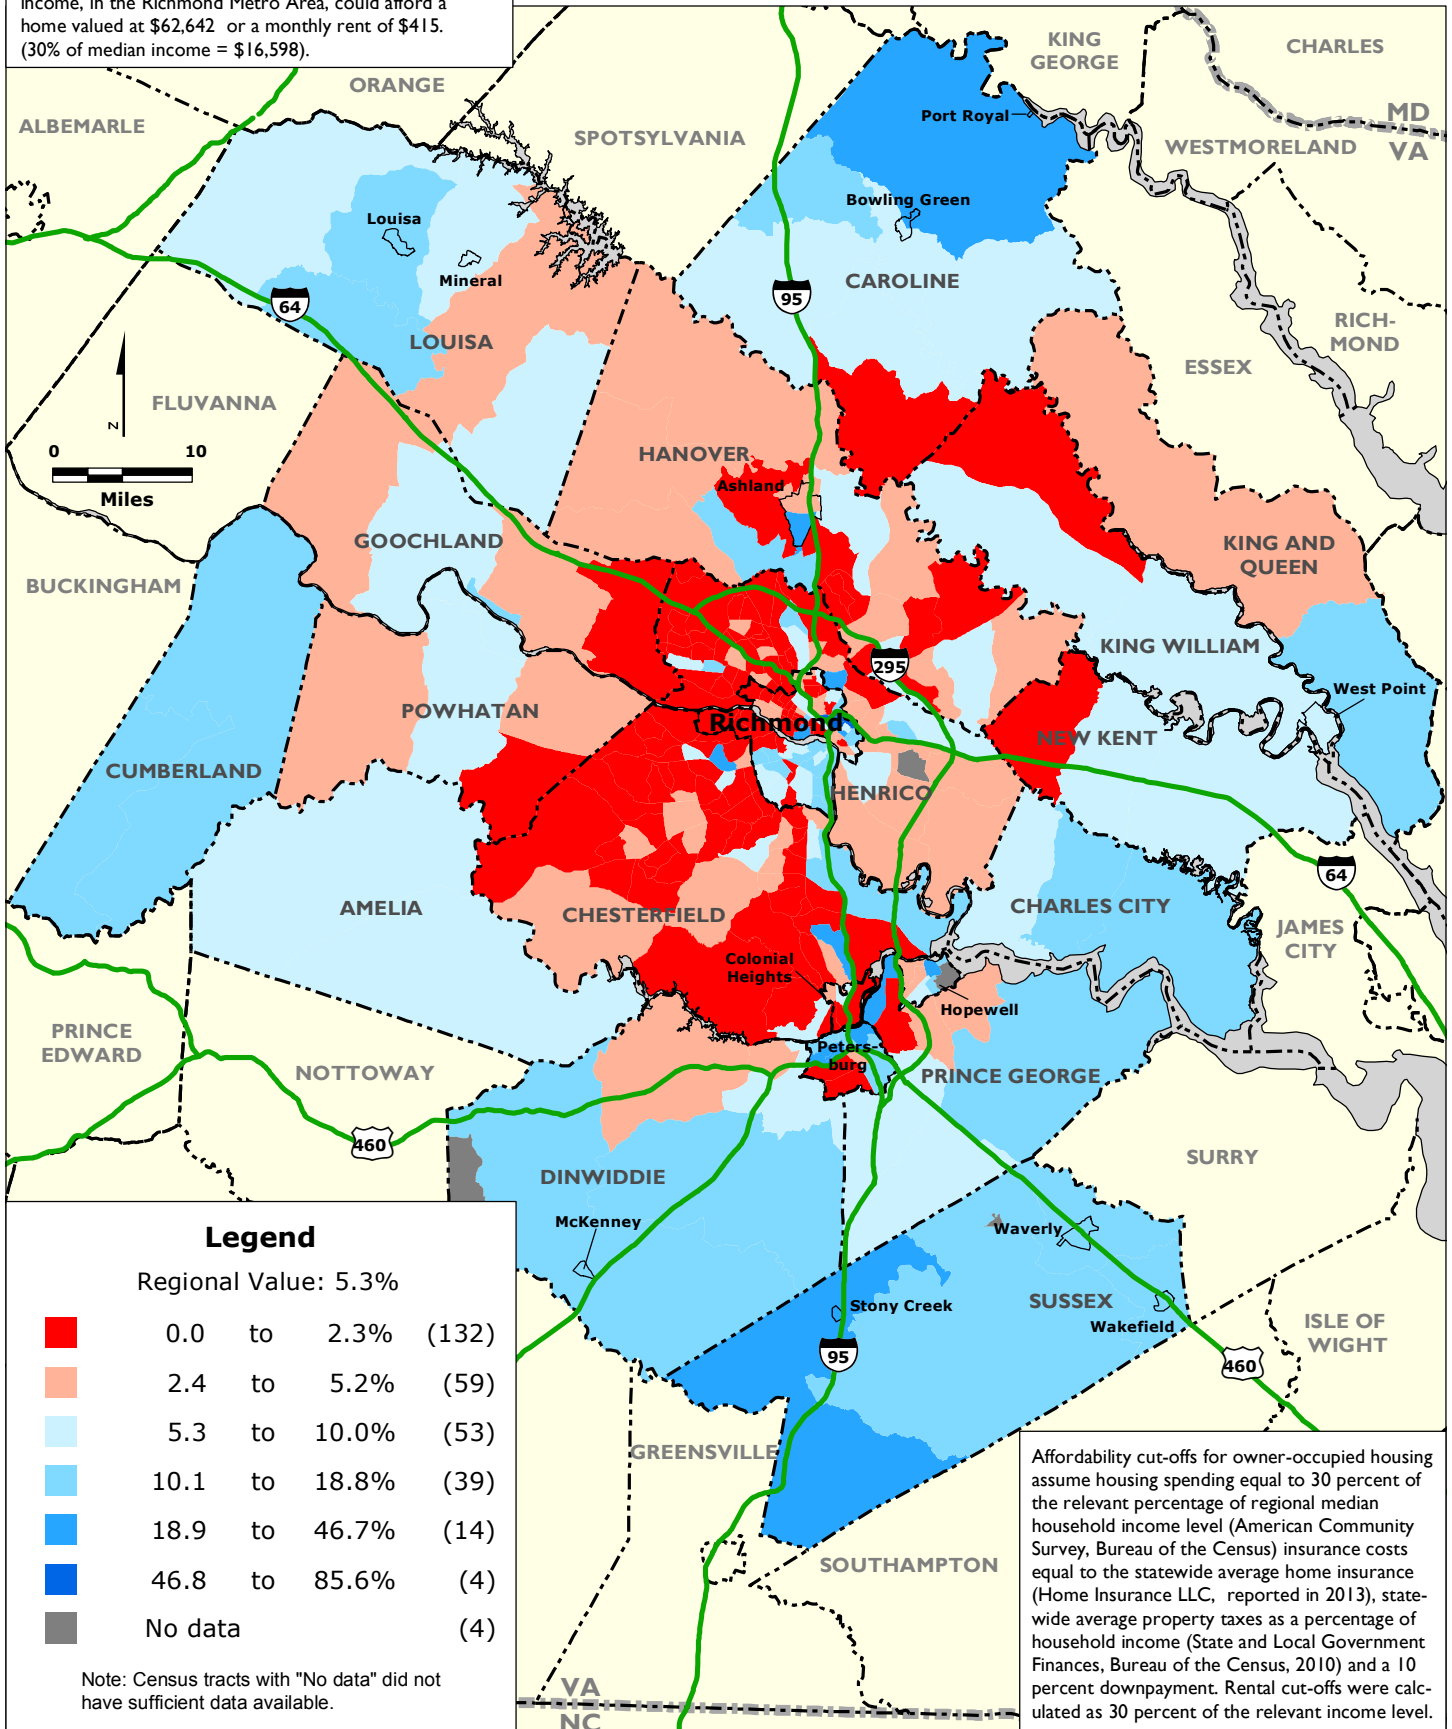 income, in the Richmond Metro Area, could afford a
home valued at $62,642 or a monthly rent of $415.
(30% of median income = $16,598).
KING
GEORGE
CHARLES
ORANGE
ALBEMARLE
SPOTSYLVANIA
Port Royal
MD
VA
WESTMORELAND
Louisa
Bowling Green
Mineral
64
95
CAROLINE
LOUISA
RICH-
MOND
ESSEX
FLUVANNA
N
0 10
Miles
HANOVER
Ashland
GOOCHLAND
KING AND
QUEEN
BUCKINGHAM
KING WILLIAM
295
West Point
POWHATAN
Richmond
NEW KENT
CUMBERLAND
HENRICO
64
AMELIA
CHESTERFIELD
CHARLES CITY
JAMES
CITY
Colonial
Heights
Hopewell
PRINCE
EDWARD
Peters-
burg
NOTTOWAY
PRINCE GEORGE
460
SURRY
DINWIDDIE
McKenney
Waverly
Stony Creek
SUSSEX
Wakefield
ISLE OF
WIGHT
95
460
GREENSVILLE
SOUTHAMPTON
VA
NC
Legend
Regional Value: 5.3%
0.0 to 2.3% (132)
2.4 to 5.2% (59)
5.3 to 10.0% (53)
10.1 to 18.8% (39)
18.9 to 46.7% (14)
46.8 to 85.6% (4)
No data (4)
Note: Census tracts with "No data" did not
have sufficient data available.
Affordability cut-offs for owner-occupied housing
assume housing spending equal to 30 percent of
the relevant percentage of regional median
household income level (American Community
Survey, Bureau of the Census) insurance costs
equal to the statewide average home insurance
(Home Insurance LLC, reported in 2013), state-
wide average property taxes as a percentage of
household income (State and Local Government
Finances, Bureau of the Census, 2010) and a 10
percent downpayment. Rental cut-offs were calc-
ulated as 30 percent of the relevant income level.